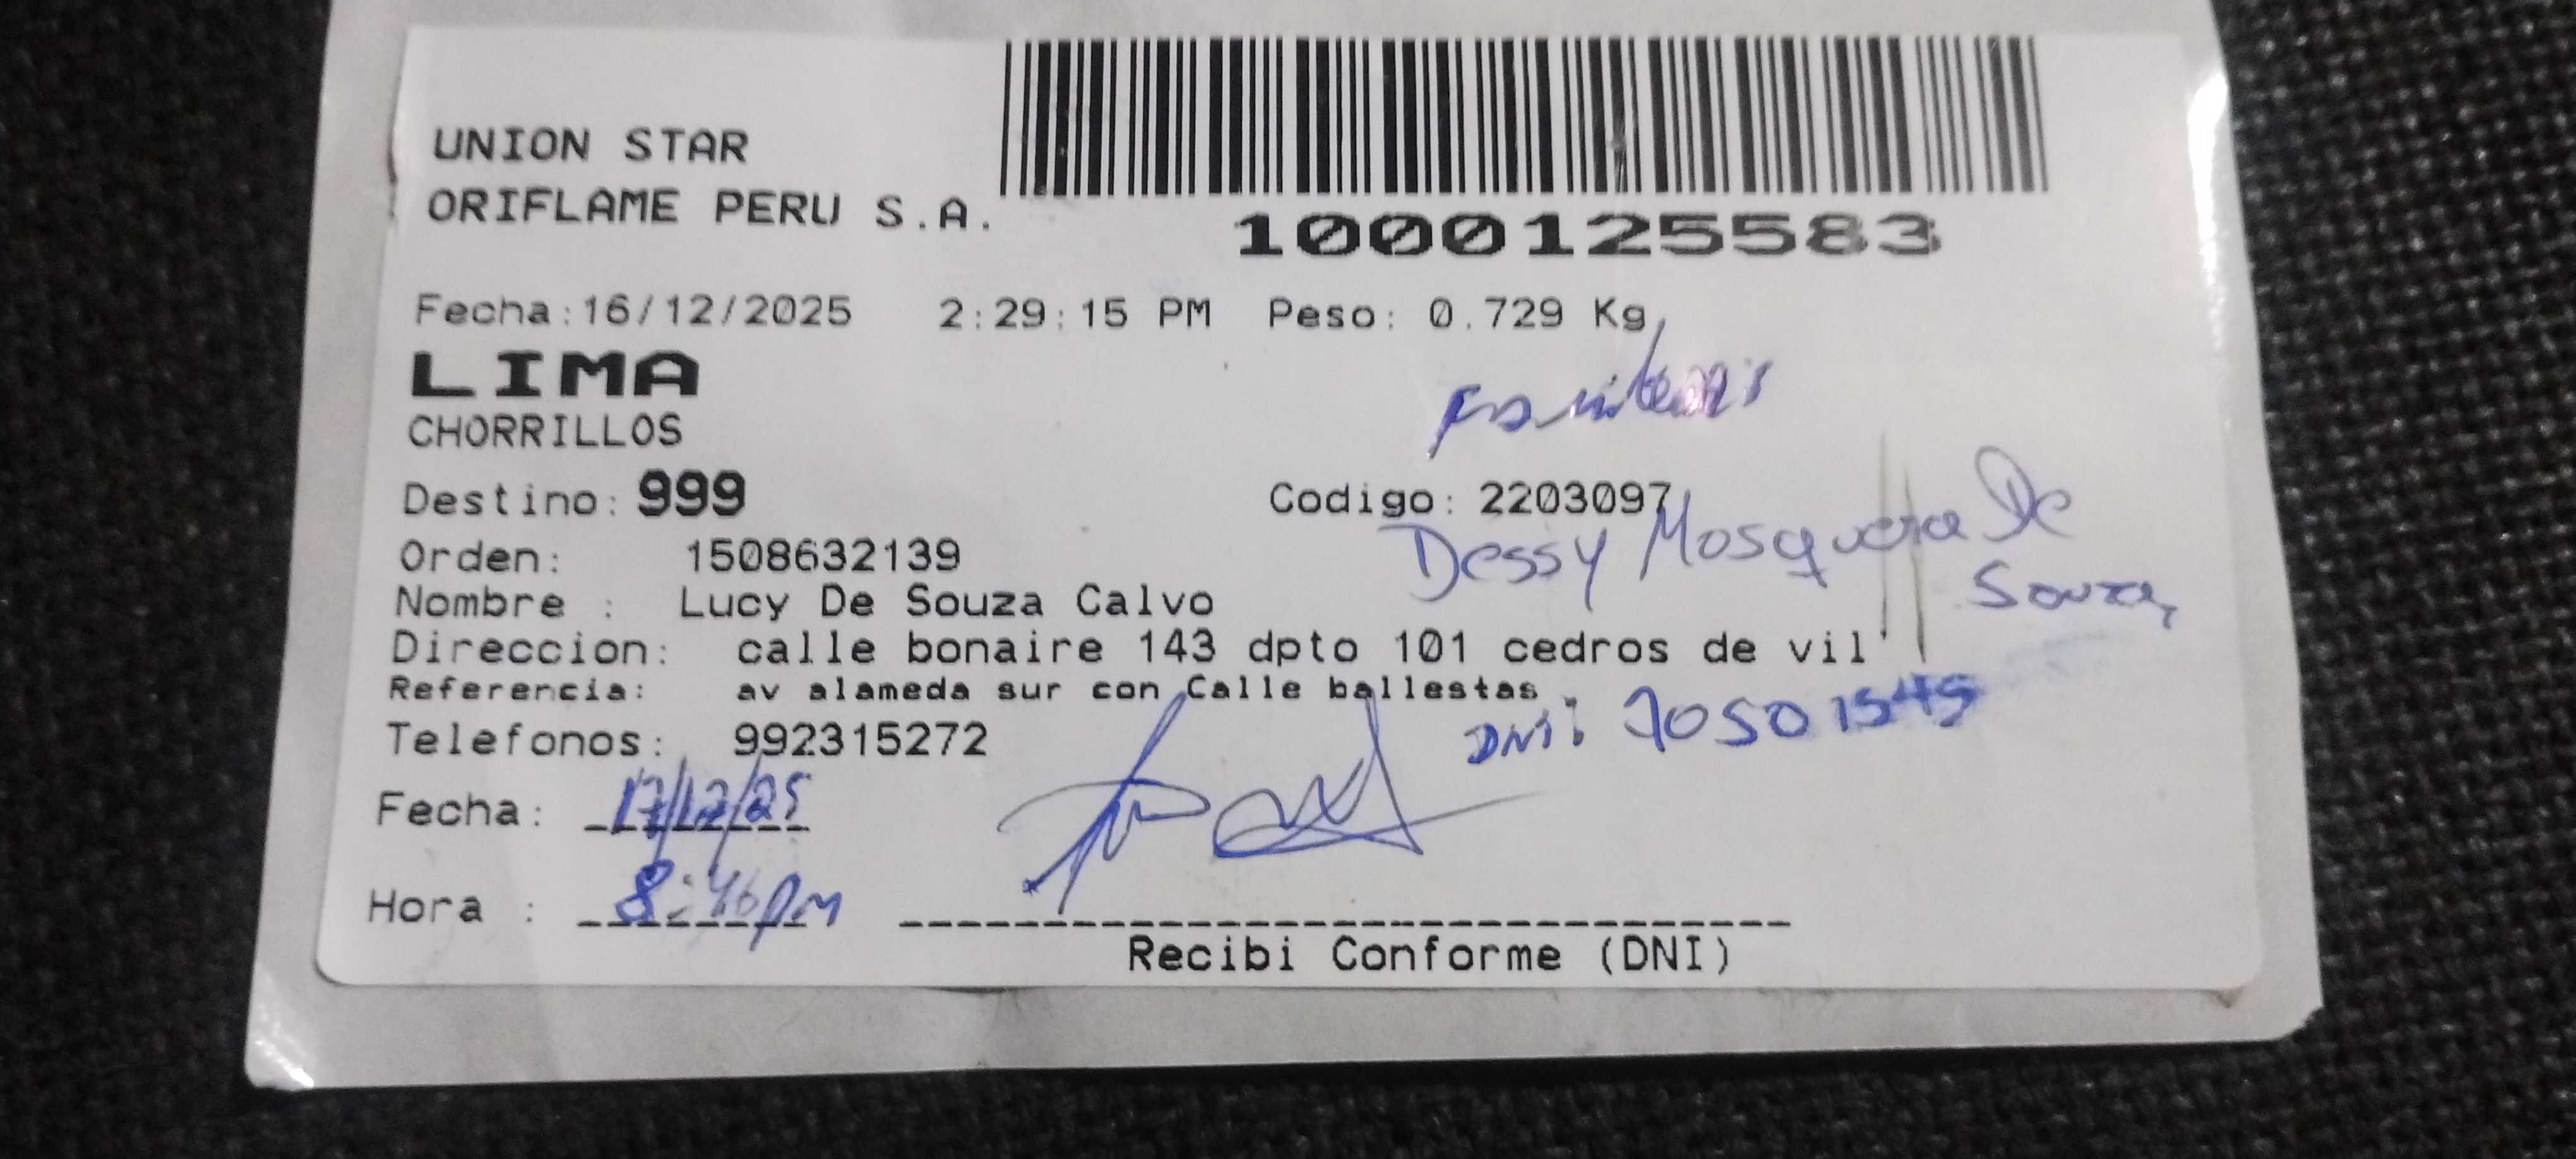 UNION STAR
ORIFLAME PERU S.A.
1000125583
Fecha:16/12/2025 2:29:15 PM Peso: 0.729 Kg
LIMA
CHORRILLOS
Destino: 999 Codigo: 2203097
Dessy Mosquera De
Souza
Orden: 1508632139
Nombre : Lucy De Souza Calvo
Direccion: calle bonaire 143 dpto 101 cedros de vil
Referencia: av alameda sur con Calle ballestas
DNI: 70501545
Telefonos: 992315272
Fecha: 17/12/25
Hora : 8:46pm
Recibi Conforme (DNI)